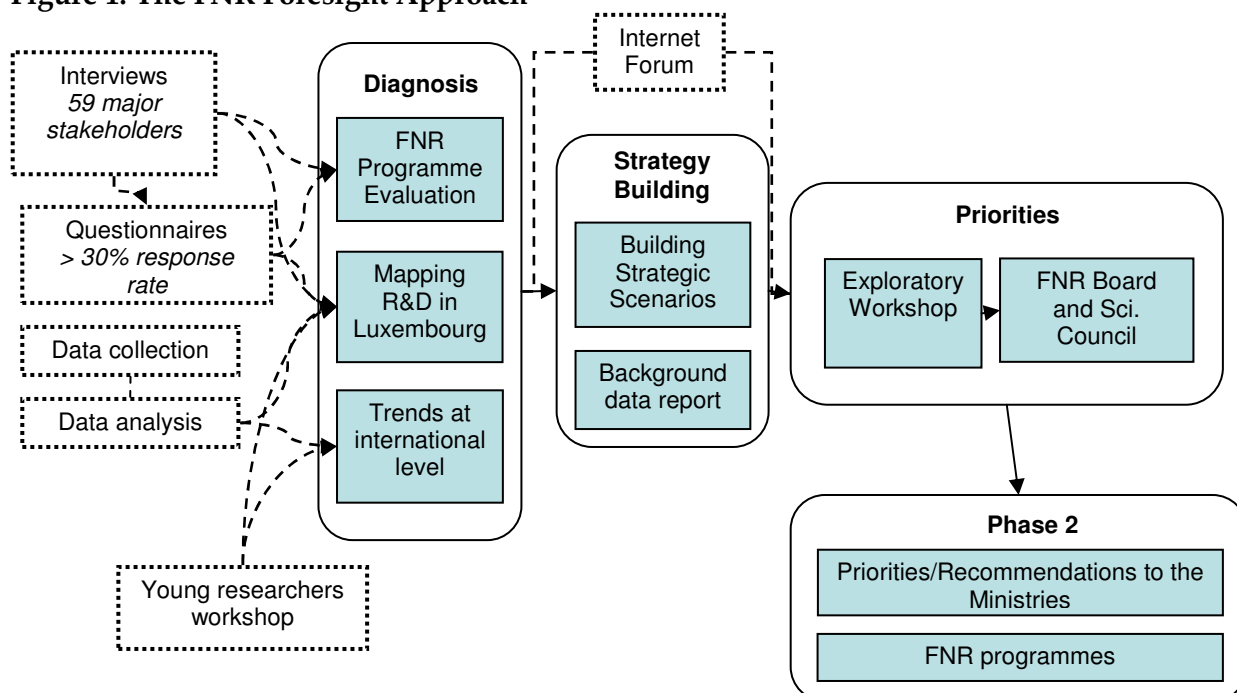 Figure 1. The FNR Foresight Approach
Interviews
59 major
stakeholders
Questionnaires
> 30% response
rate
Data collection
Data analysis
Young researchers
workshop
Diagnosis
FNR
Programme
Evaluation
Mapping
R&D in
Luxembourg
Trends at
international
level
Internet
Forum
Strategy
Building
Building
Strategic
Scenarios
Background
data report
Priorities
Exploratory
Workshop
FNR Board
and Sci.
Council
Phase 2
Priorities/Recommendations to the
Ministries
FNR programmes